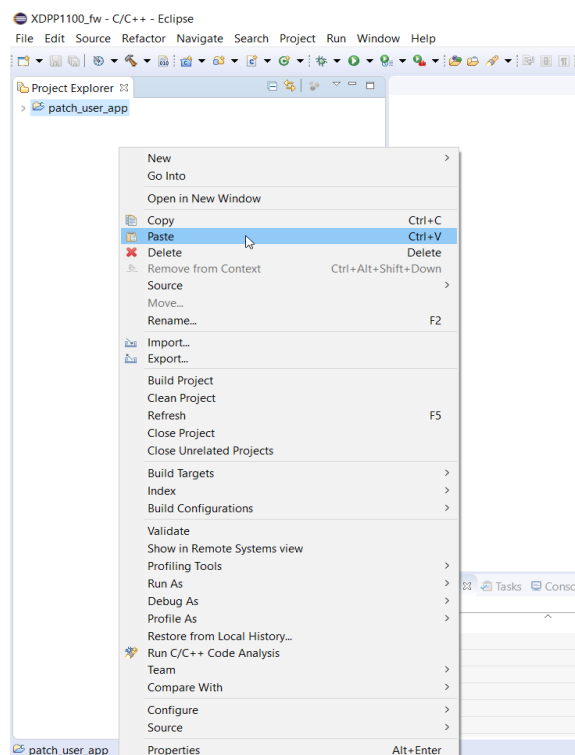 XDPP1100_fw - C/C++ - Eclipse
File Edit Source Refactor Navigate Search Project Run Window Help
Project Explorer
patch_user_app
New
Go Into
Open in New Window
Copy Ctrl+C
Paste Ctrl+V
Delete Delete
Remove from Context Ctrl+Alt+Shift+Down
Source
Move...
Rename... F2
Import...
Export...
Build Project
Clean Project
Refresh F5
Close Project
Close Unrelated Projects
Build Targets
Index
Build Configurations
Validate
Show in Remote Systems view
Profiling Tools
Run As
Tasks Conso
Debug As
Profile As
Restore from Local History...
Run C/C++ Code Analysis
Team
Compare With
Configure
Source
Properties Alt+Enter
patch_user_app